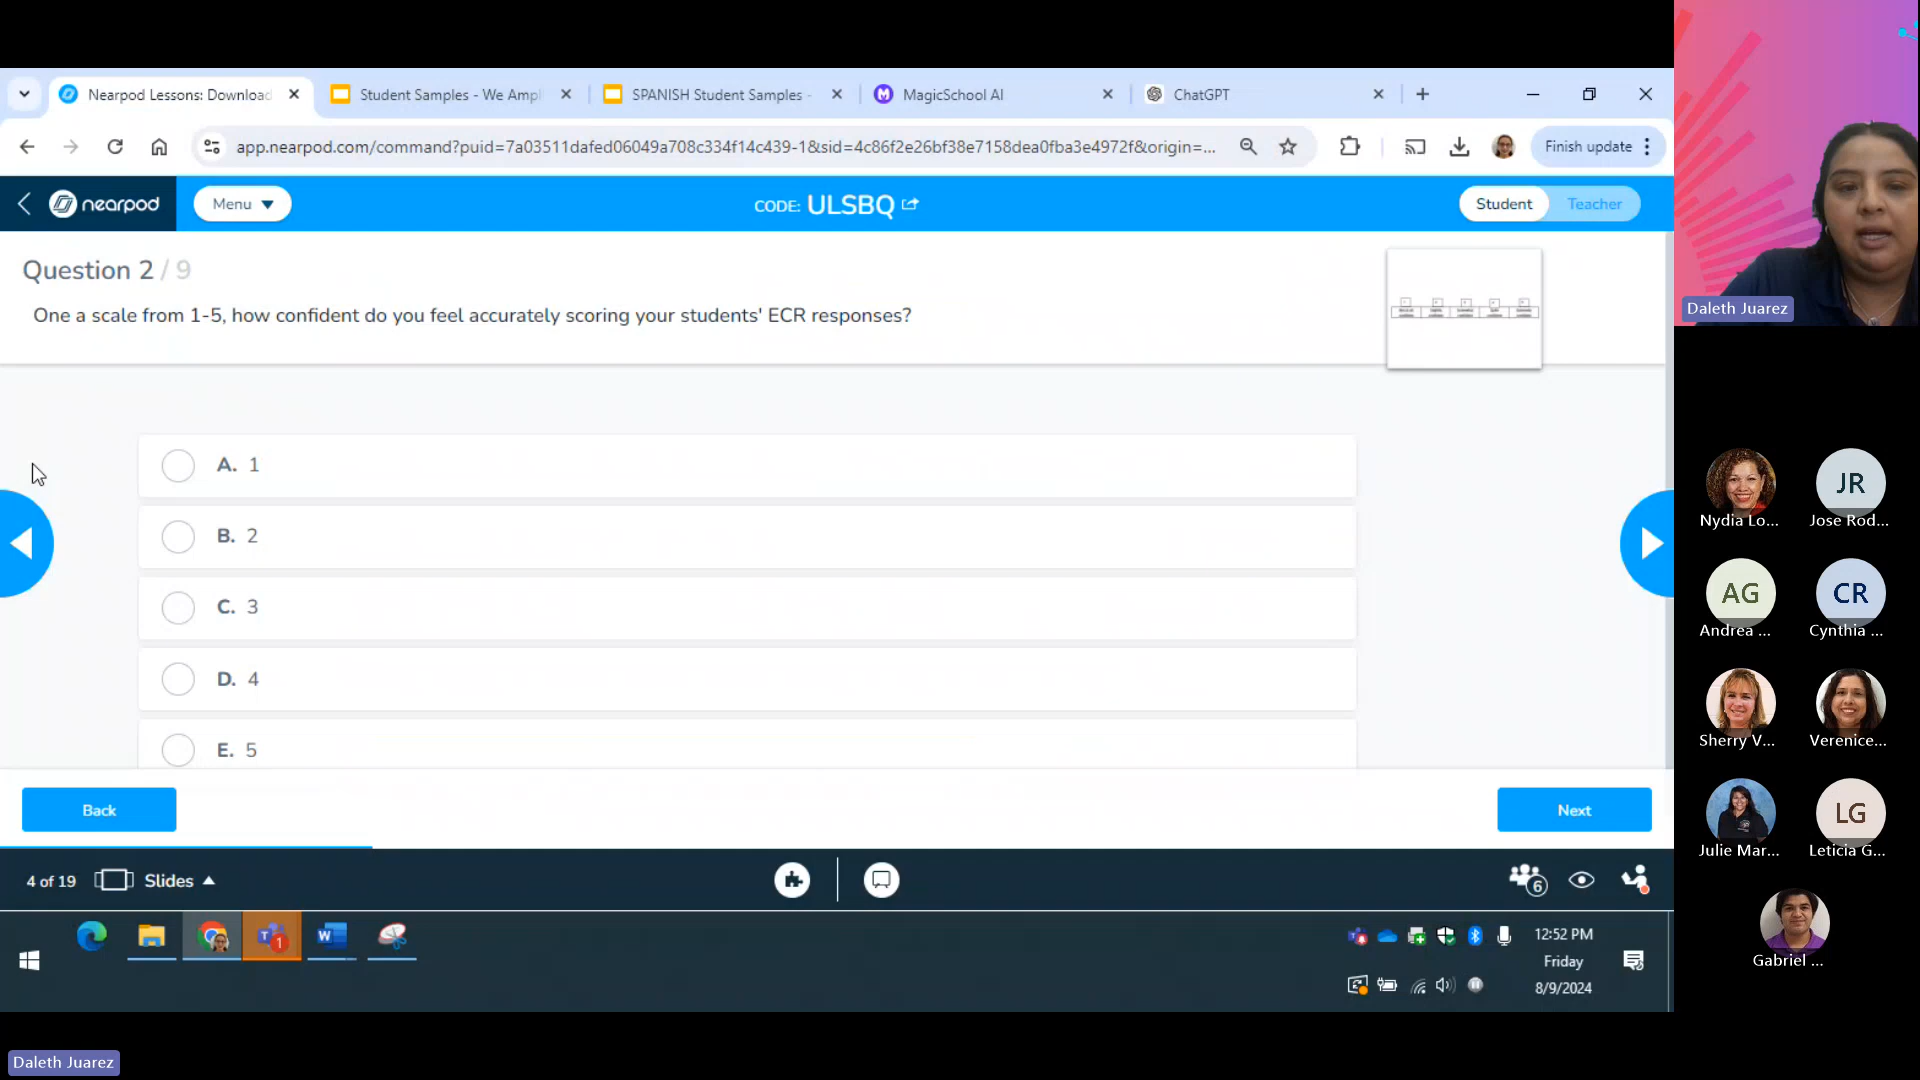 Nearpod Lessons: Download
Student Samples - We Ampl
SPANISH Student Samples -
MagicSchool AI
ChatGPT
app.nearpod.com/command?puid=7a03511dafed06049a708c334f14c439-1&sid=4c86f2e26bf38e7158dea0fba3e4972f&origin=...
Finish update
nearpod
Menu
CODE: ULSBQ
Student
Teacher
Question 2 / 9
One a scale from 1-5, how confident do you feel accurately scoring your students' ECR responses?
A. 1
B. 2
C. 3
D. 4
E. 5
Back
Next
4 of 19
Slides
6
1
12:52 PM
Friday
8/9/2024
Daleth Juarez
Nydia Lo...
JR
Jose Rod...
AG
Andrea ...
CR
Cynthia ...
Sherry V...
Verenice...
Julie Mar...
LG
Leticia G...
Gabriel ...
Daleth Juarez